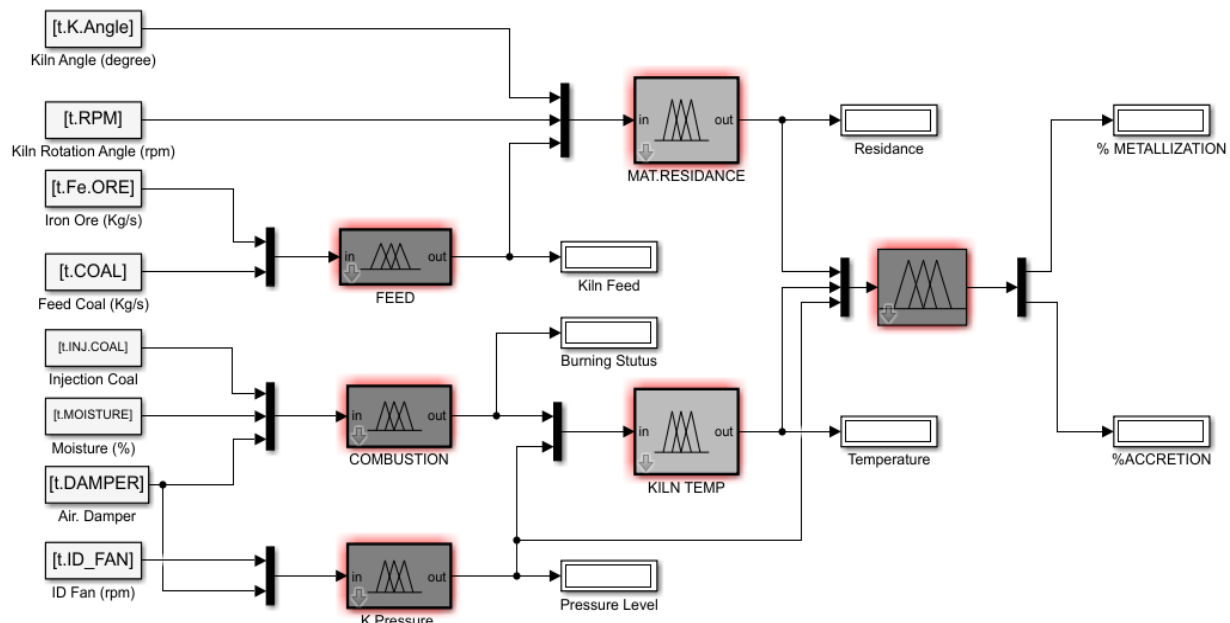 [t.K.Angle]
Kiln Angle (degree)
[t.RPM]
Kiln Rotation Angle (rpm)
[t.Fe.ORE]
Iron Ore (Kg/s)
[t.COAL]
Feed Coal (Kg/s)
[t.INJ.COAL]
Injection Coal
[t.MOISTURE]
Moisture (%)
[t.DAMPER]
Air. Damper
[t.ID_FAN]
ID Fan (rpm)
in out
FEED
in out
COMBUSTION
in out
K.Pressure
in out
MAT.RESIDANCE
in out
KILN TEMP
Kiln Feed
Burning Stutus
Pressure Level
Residance
Temperature
% METALLIZATION
%ACCRETION